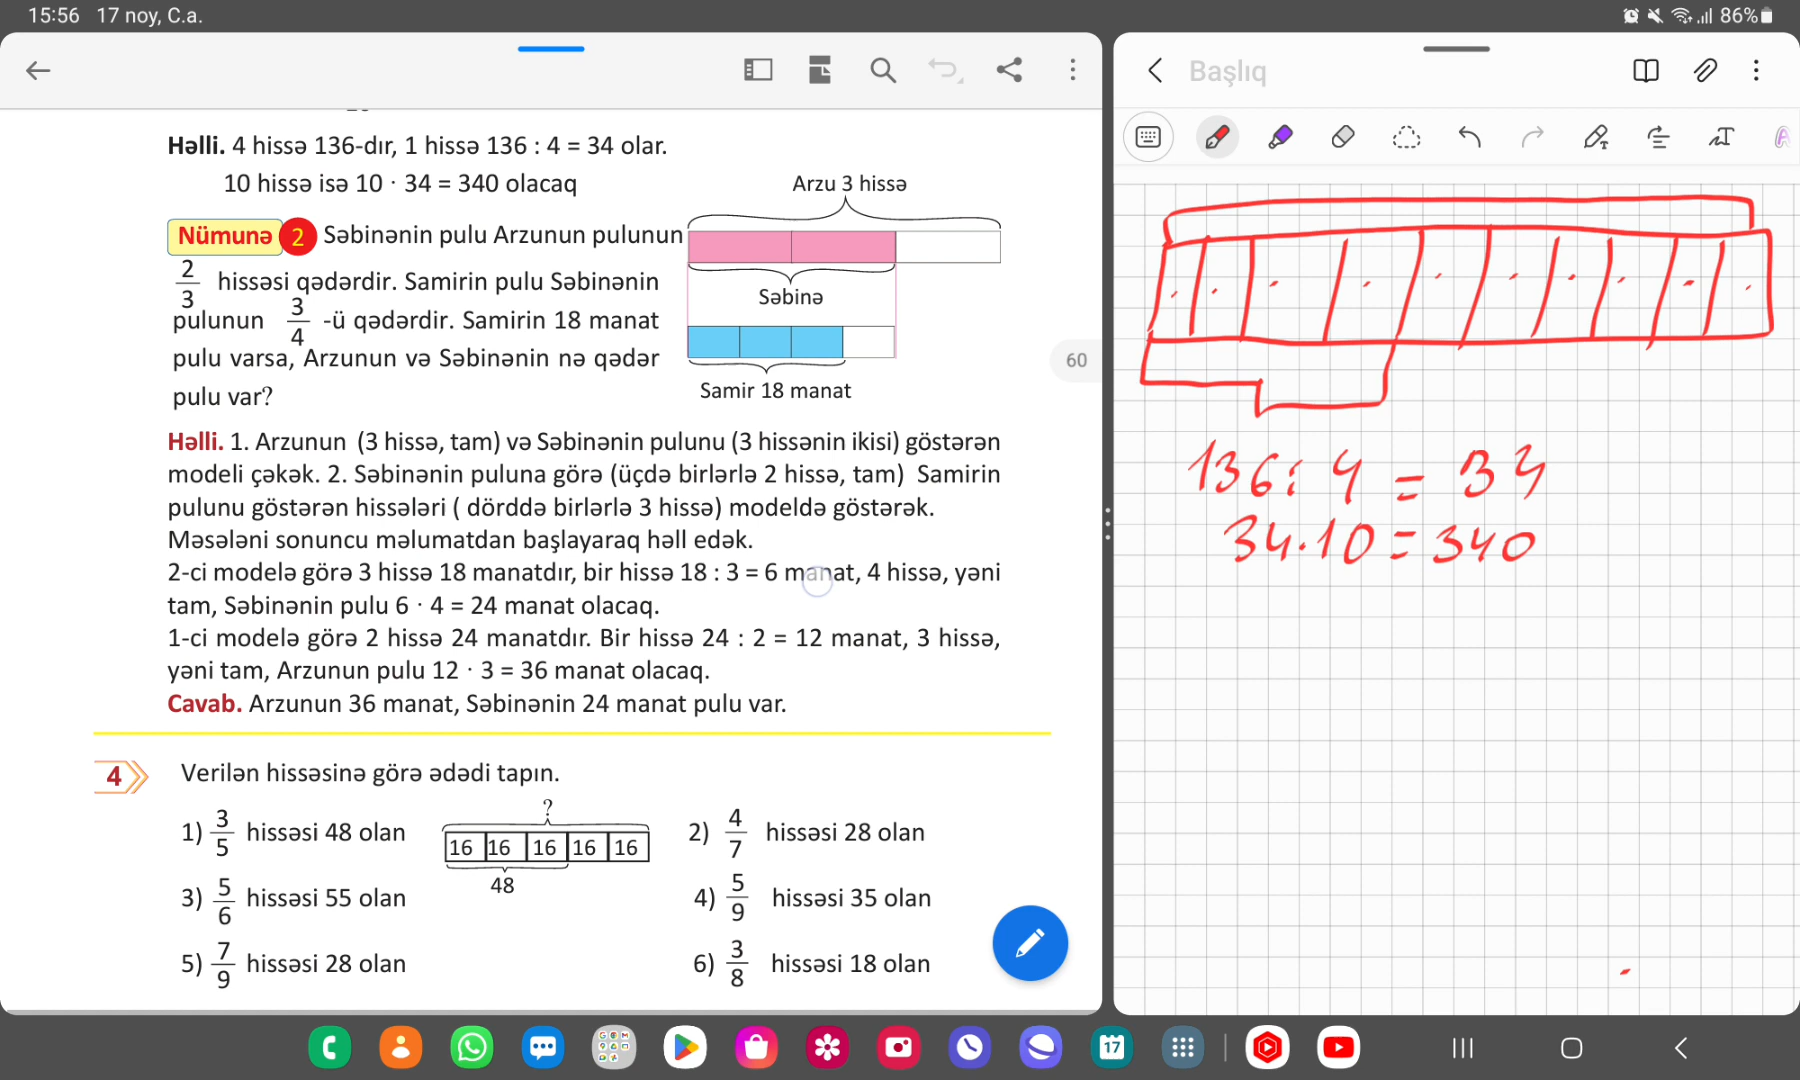 15:56 17 noy, C.a.
86%
Həlli. 4 hissə 136-dır, 1 hissə 136 : 4 = 34 olar.
10 hissə isə 10 · 34 = 340 olacaq
Arzu 3 hissə
Nümunə 2 Səbinənin pulu Arzunun pulunun
2/3 hissəsi qədərdir. Samirin pulu Səbinənin
Səbinə
pulunun 3/4 -ü qədərdir. Samirin 18 manat
pulu varsa, Arzunun və Səbinənin nə qədər
pulu var?
Samir 18 manat
60
Həlli. 1. Arzunun (3 hissə, tam) və Səbinənin pulunu (3 hissənin ikisi) göstərən
modeli çəkək. 2. Səbinənin puluna görə (üçdə birlərlə 2 hissə, tam) Samirin
pulunu göstərən hissələri ( dörddə birlərlə 3 hissə) modeldə göstərək.
Məsələni sonuncu məlumatdan başlayaraq həll edək.
2-ci modelə görə 3 hissə 18 manatdır, bir hissə 18 : 3 = 6 manat, 4 hissə, yəni
tam, Səbinənin pulu 6 · 4 = 24 manat olacaq.
1-ci modelə görə 2 hissə 24 manatdır. Bir hissə 24 : 2 = 12 manat, 3 hissə,
yəni tam, Arzunun pulu 12 · 3 = 36 manat olacaq.
Cavab. Arzunun 36 manat, Səbinənin 24 manat pulu var.
4 Verilən hissəsinə görə ədədi tapın.
1) 3/5 hissəsi 48 olan
?
16 16 16 16 16
48
2) 4/7 hissəsi 28 olan
3) 5/6 hissəsi 55 olan
4) 5/9 hissəsi 35 olan
5) 7/9 hissəsi 28 olan
6) 3/8 hissəsi 18 olan
Başlıq
136 : 4 = 34
34 · 10 = 340
17